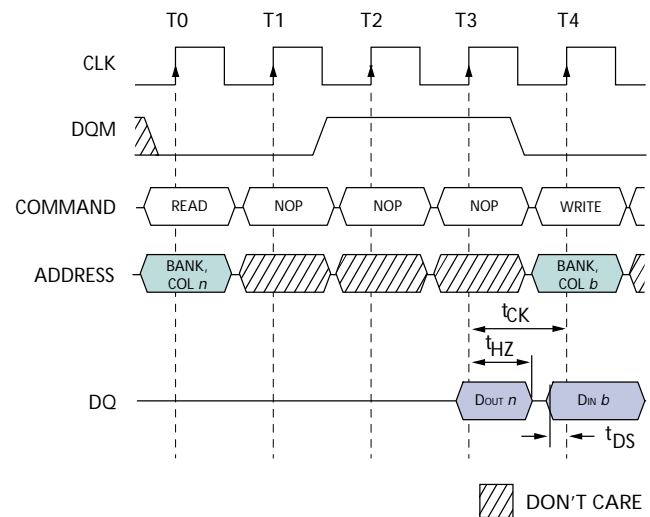 T0 T1 T2 T3 T4
CLK
DQM
COMMAND READ NOP NOP NOP WRITE
ADDRESS BANK, COL n BANK, COL b
tCK
tHZ
DQ DOUT n DIN b
tDS
DON'T CARE